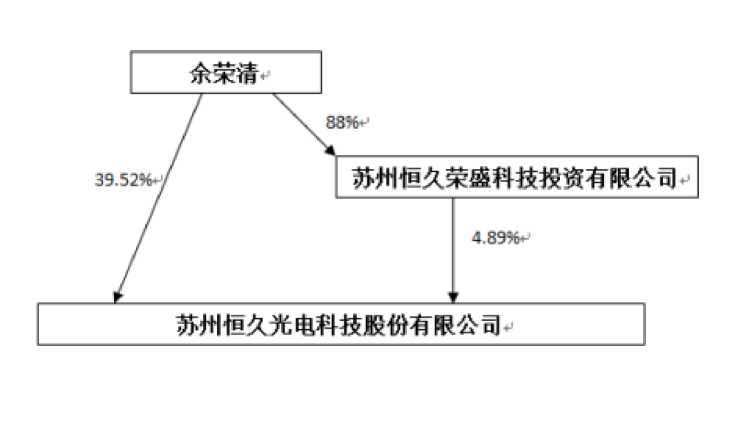 余荣清
88%
39.52%
苏州恒久荣盛科技投资有限公司
4.89%
苏州恒久光电科技股份有限公司